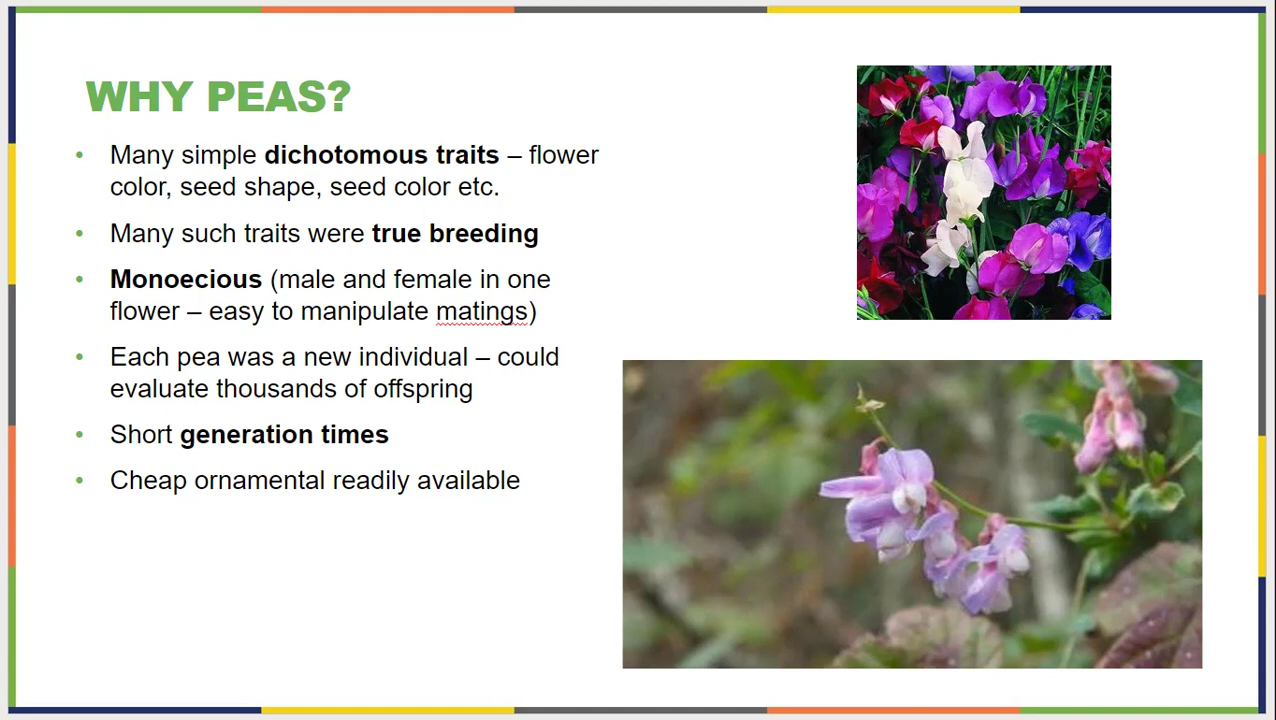 WHY PEAS?
• Many simple dichotomous traits – flower
color, seed shape, seed color etc.
• Many such traits were true breeding
• Monoecious (male and female in one
flower – easy to manipulate matings)
• Each pea was a new individual – could
evaluate thousands of offspring
• Short generation times
• Cheap ornamental readily available